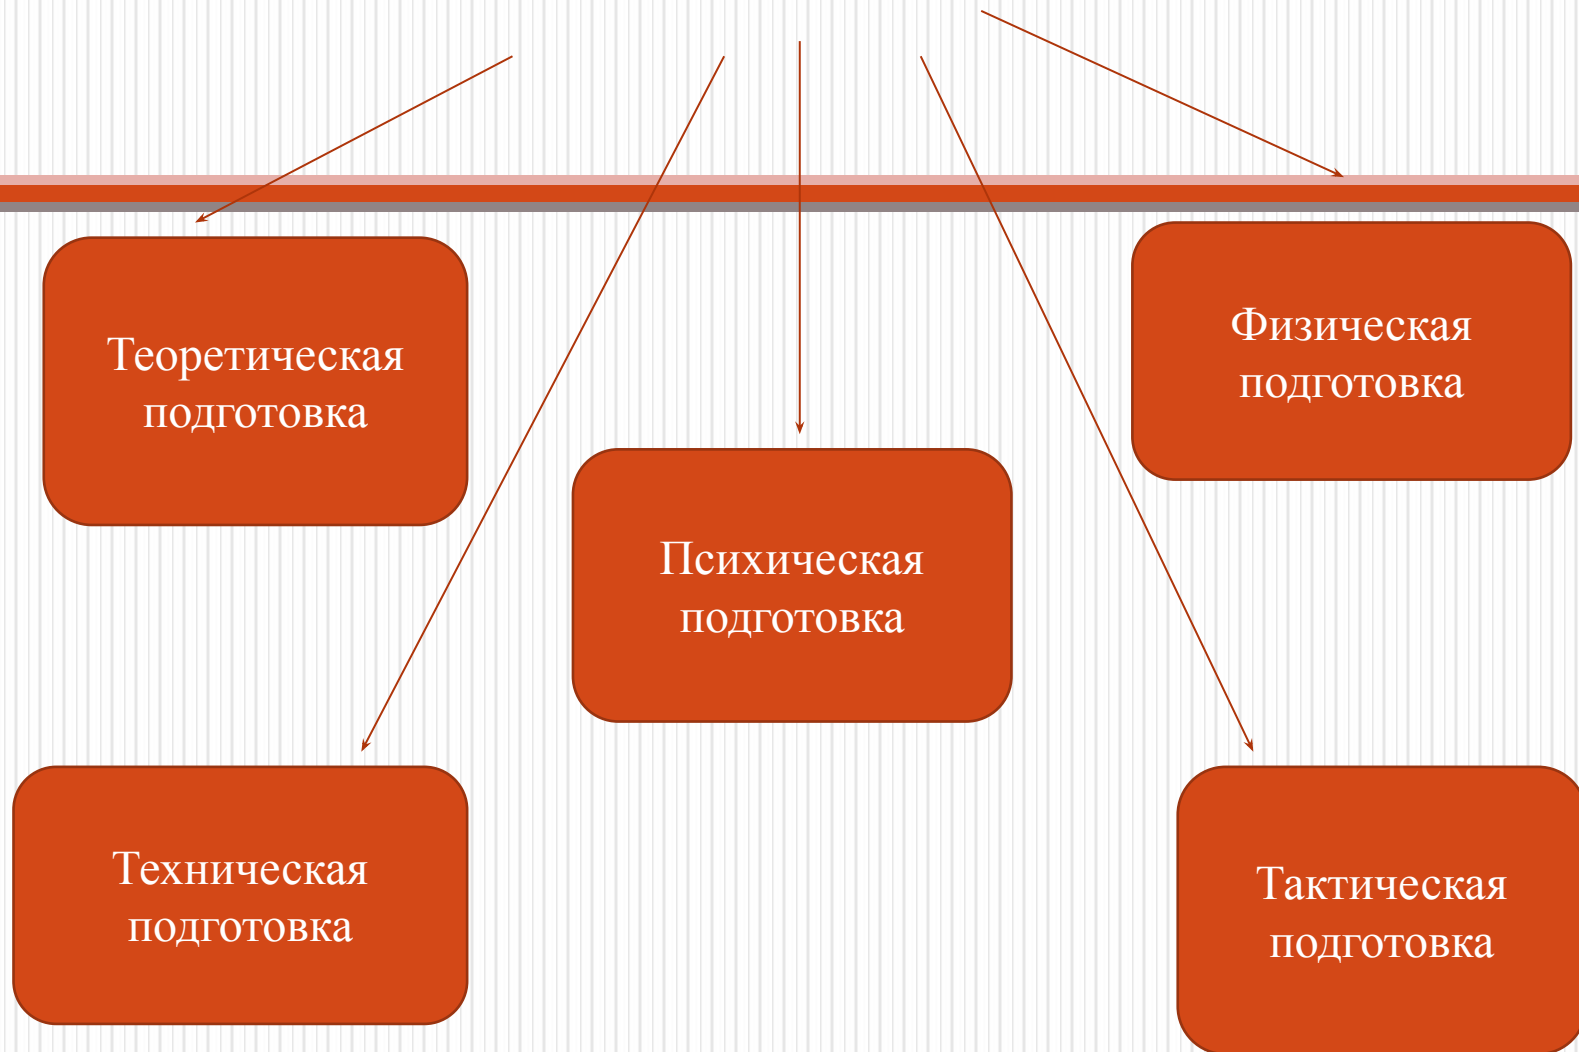 Теоретическая
подготовка
Физическая
подготовка
Психическая
подготовка
Техническая
подготовка
Тактическая
подготовка